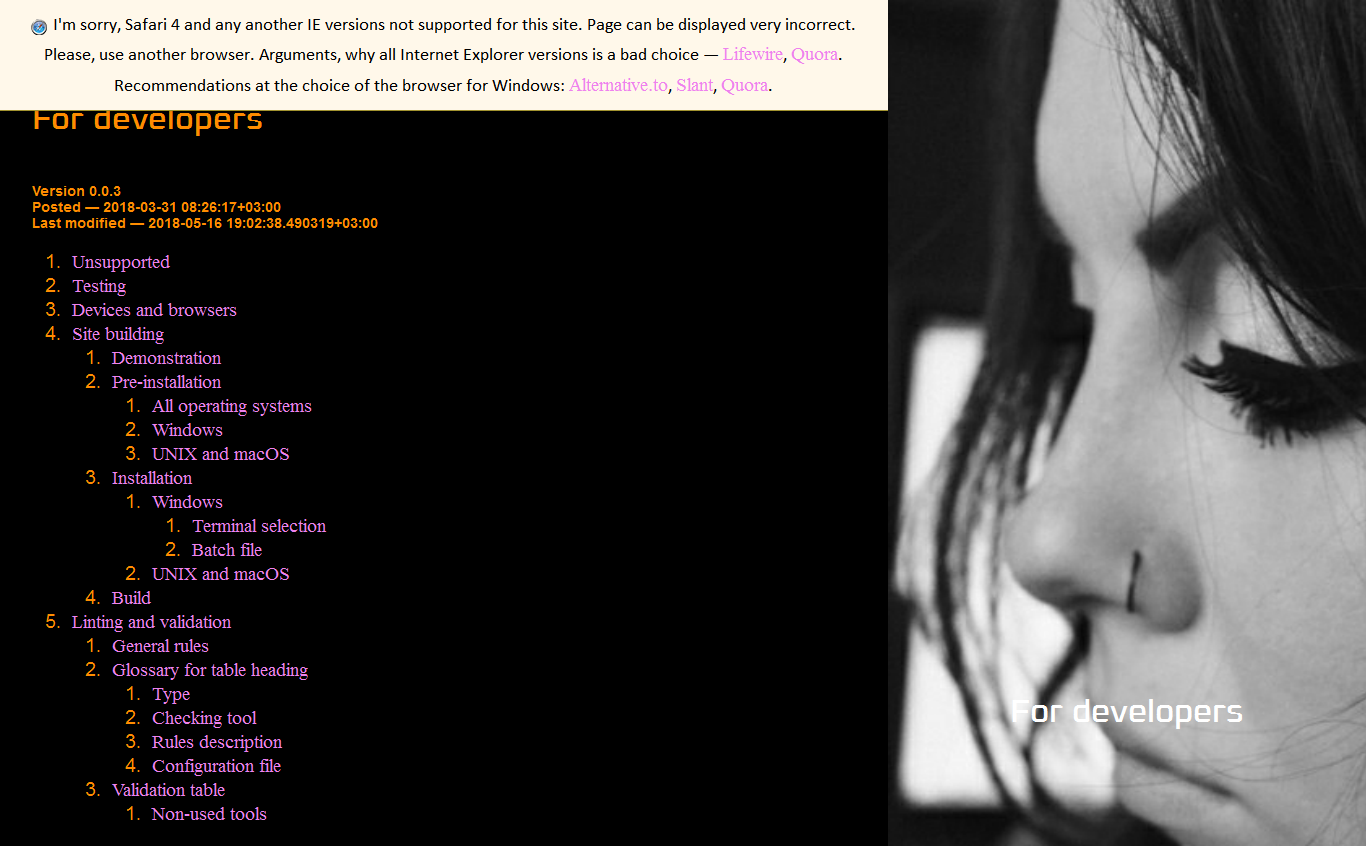 I'm sorry, Safari 4 and any another IE versions not supported for this site. Page can be displayed very incorrect.
Please, use another browser. Arguments, why all Internet Explorer versions is a bad choice — Lifewire, Quora.
Recommendations at the choice of the browser for Windows: Alternative.to, Slant, Quora.
For developers
Version 0.0.3
Posted — 2018-03-31 08:26:17+03:00
Last modified — 2018-05-16 19:02:38.490319+03:00
1. Unsupported
2. Testing
3. Devices and browsers
4. Site building
1. Demonstration
2. Pre-installation
1. All operating systems
2. Windows
3. UNIX and macOS
3. Installation
1. Windows
1. Terminal selection
2. Batch file
2. UNIX and macOS
4. Build
5. Linting and validation
1. General rules
2. Glossary for table heading
1. Type
2. Checking tool
3. Rules description
4. Configuration file
3. Validation table
1. Non-used tools
For developers